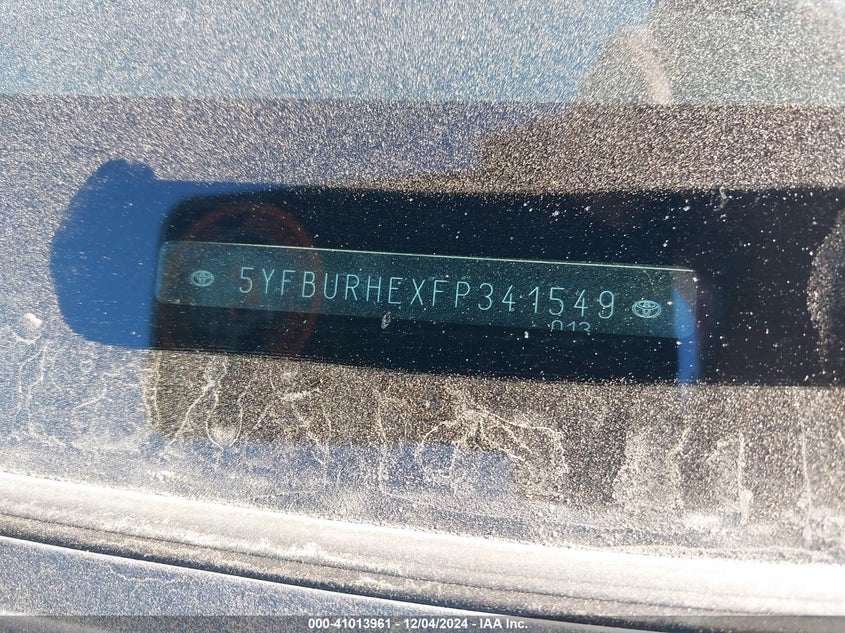 5YFBURHEXFP341549
013
000-41013961 - 12/04/2024 - IAA Inc.